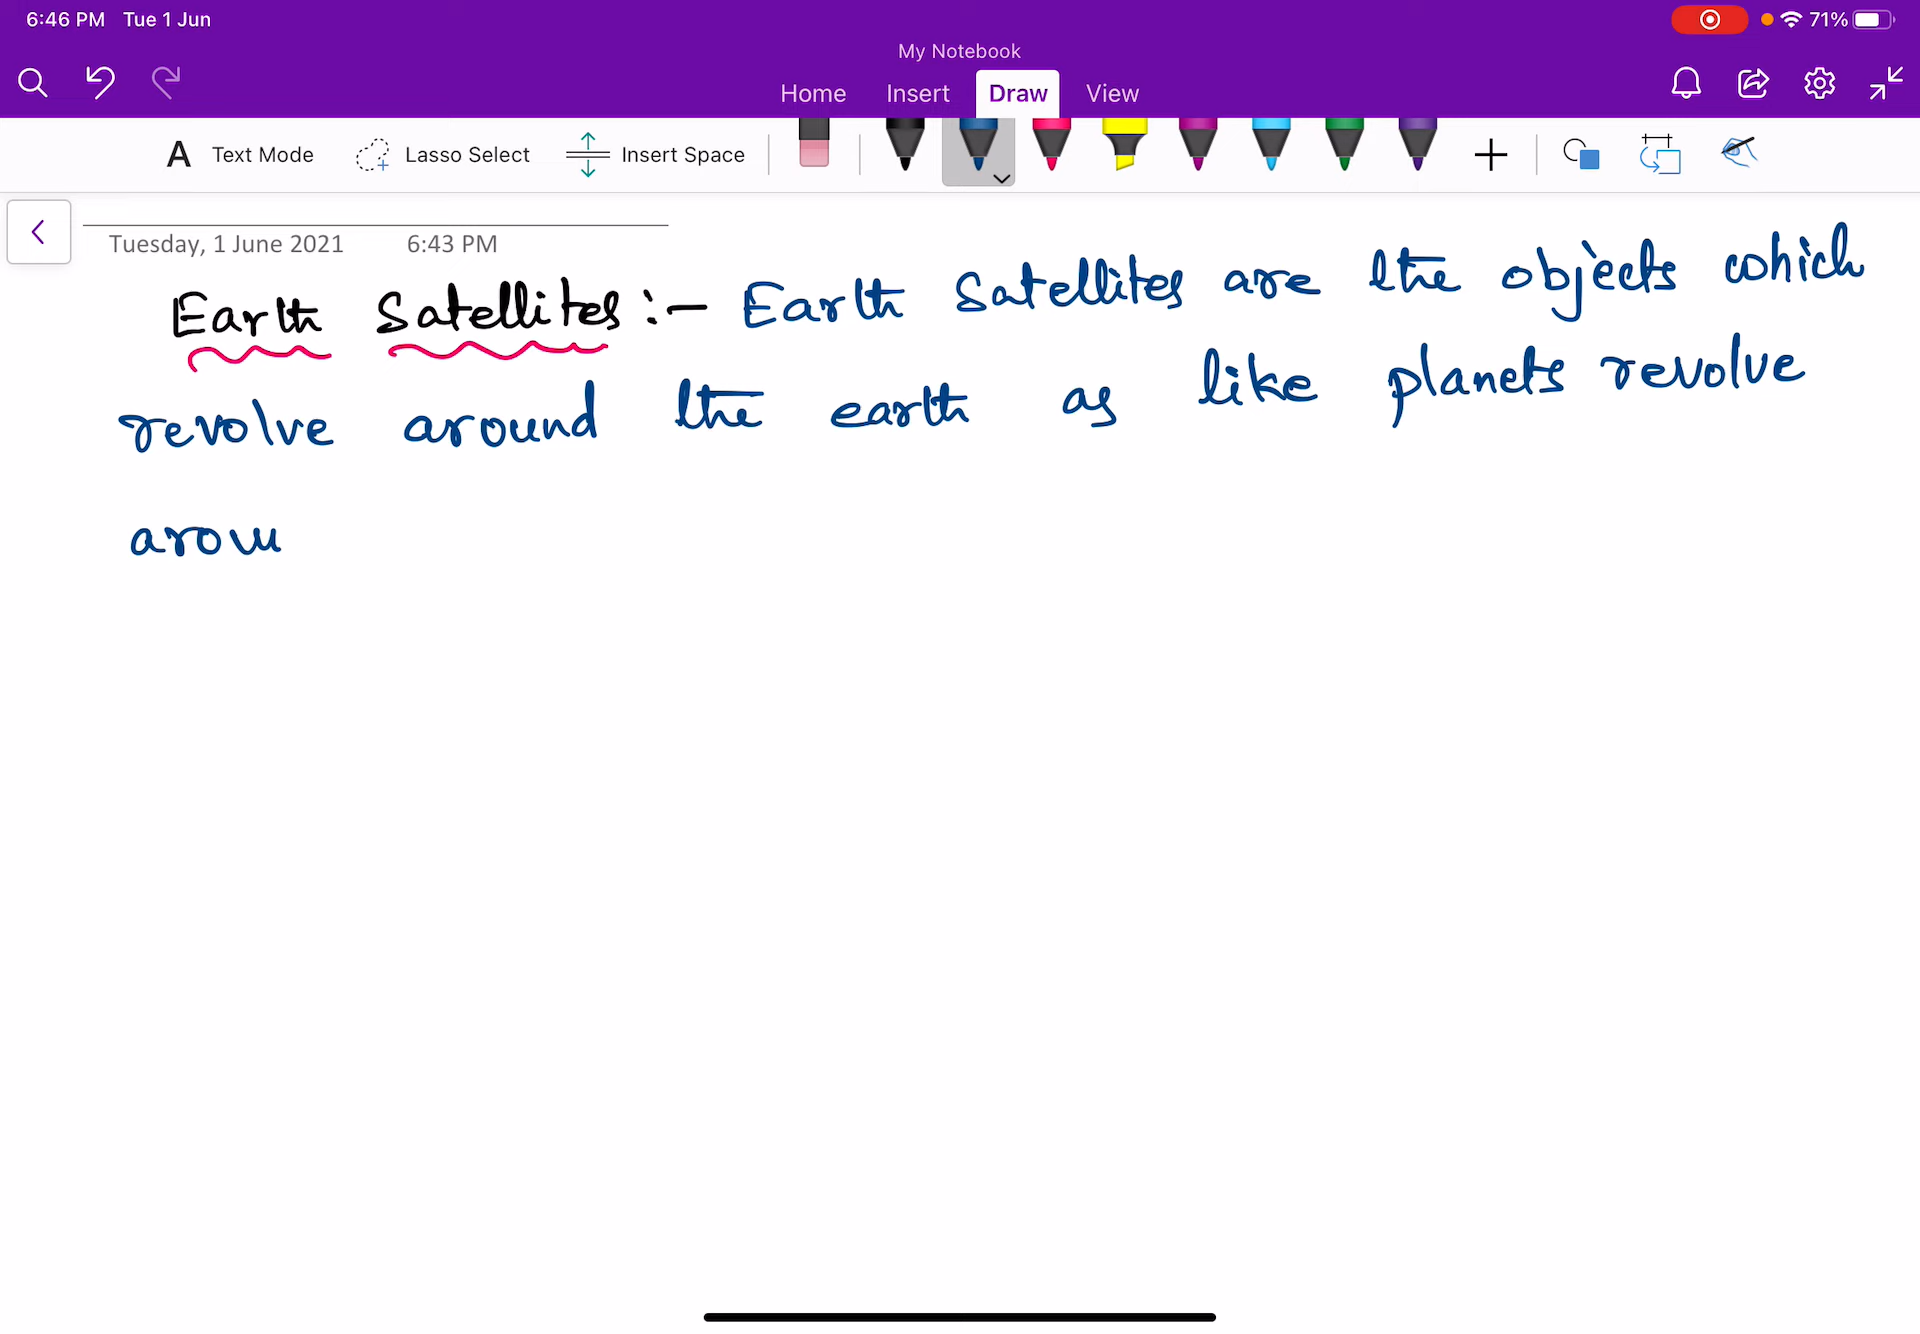 6:46 PM Tue 1 Jun 71%
My Notebook
Home Insert Draw View
A Text Mode Lasso Select Insert Space
Tuesday, 1 June 2021 6:43 PM
Earth Satellites :- Earth Satellites are the objects which
revolve around the earth as like planets revolve
arou